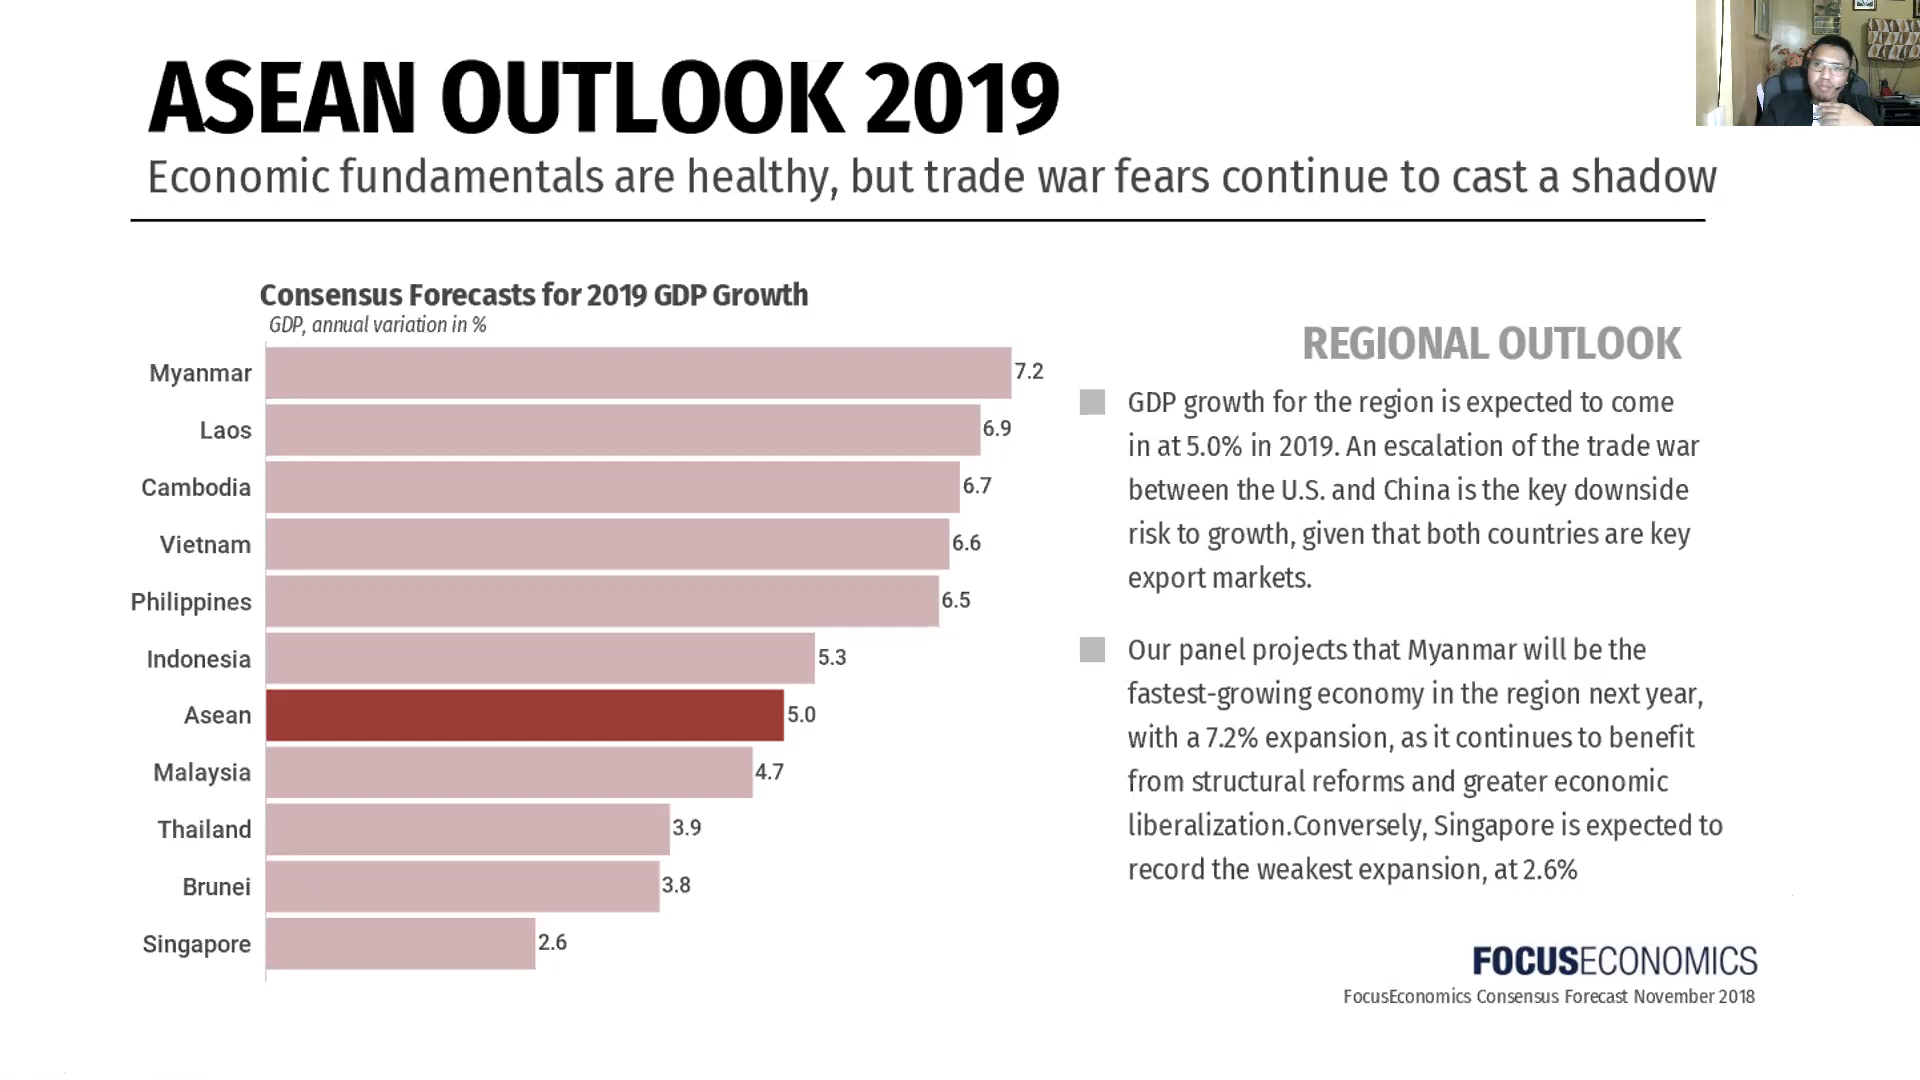 ASEAN OUTLOOK 2019
Economic fundamentals are healthy, but trade war fears continue to cast a shadow
Consensus Forecasts for 2019 GDP Growth
GDP, annual variation in %
Myanmar 7.2
Laos 6.9
Cambodia 6.7
Vietnam 6.6
Philippines 6.5
Indonesia 5.3
Asean 5.0
Malaysia 4.7
Thailand 3.9
Brunei 3.8
Singapore 2.6
REGIONAL OUTLOOK
GDP growth for the region is expected to come
in at 5.0% in 2019. An escalation of the trade war
between the U.S. and China is the key downside
risk to growth, given that both countries are key
export markets.
Our panel projects that Myanmar will be the
fastest-growing economy in the region next year,
with a 7.2% expansion, as it continues to benefit
from structural reforms and greater economic
liberalization.Conversely, Singapore is expected to
record the weakest expansion, at 2.6%
FOCUSECONOMICS
FocusEconomics Consensus Forecast November 2018